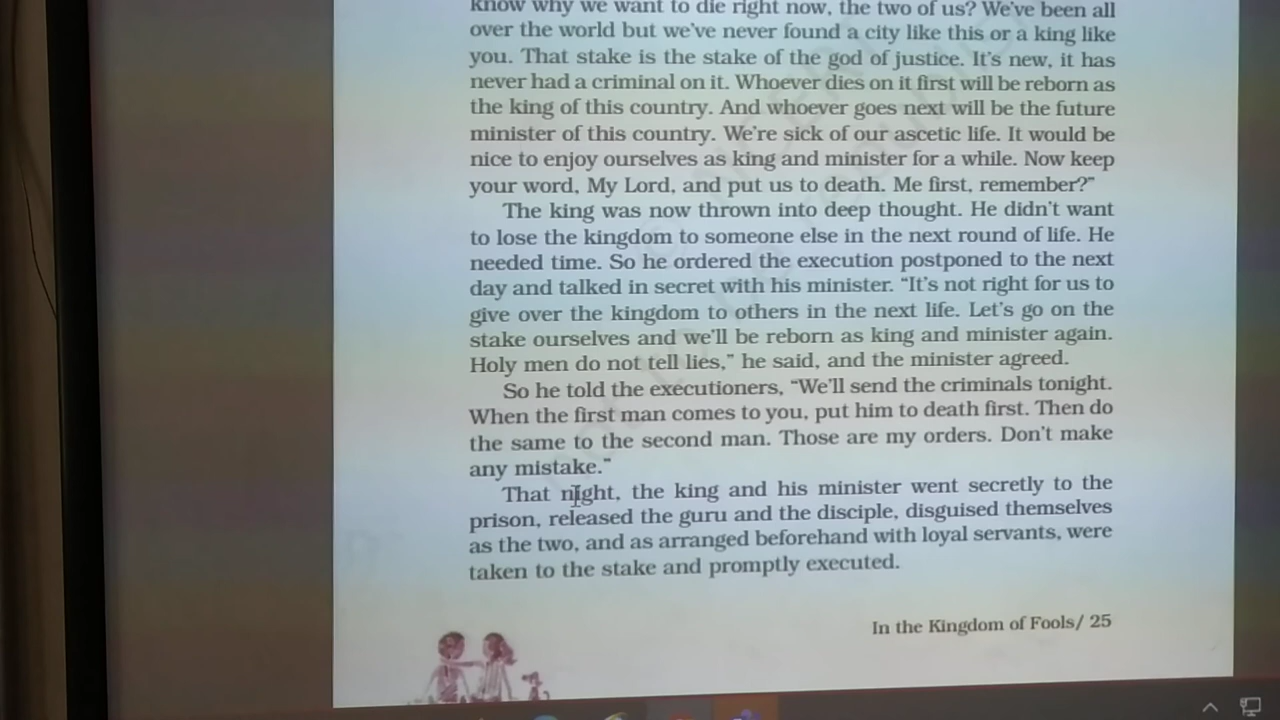 know why we want to die right now, the two of us? We've been all
over the world but we've never found a city like this or a king like
you. That stake is the stake of the god of justice. It's new, it has
never had a criminal on it. Whoever dies on it first will be reborn as
the king of this country. And whoever goes next will be the future
minister of this country. We're sick of our ascetic life. It would be
nice to enjoy ourselves as king and minister for a while. Now keep
your word, My Lord, and put us to death. Me first, remember?”
The king was now thrown into deep thought. He didn't want
to lose the kingdom to someone else in the next round of life. He
needed time. So he ordered the execution postponed to the next
day and talked in secret with his minister. “It's not right for us to
give over the kingdom to others in the next life. Let's go on the
stake ourselves and we'll be reborn as king and minister again.
Holy men do not tell lies,” he said, and the minister agreed.
So he told the executioners, “We'll send the criminals tonight.
When the first man comes to you, put him to death first. Then do
the same to the second man. Those are my orders. Don't make
any mistake.”
That night, the king and his minister went secretly to the
prison, released the guru and the disciple, disguised themselves
as the two, and as arranged beforehand with loyal servants, were
taken to the stake and promptly executed.
In the Kingdom of Fools/ 25